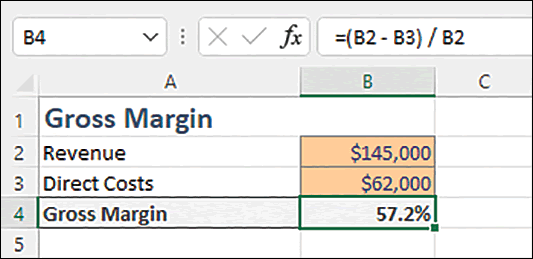 B4 fx =(B2 - B3) / B2
A B C
1 Gross Margin
2 Revenue $145,000
3 Direct Costs $62,000
4 Gross Margin 57.2%
5